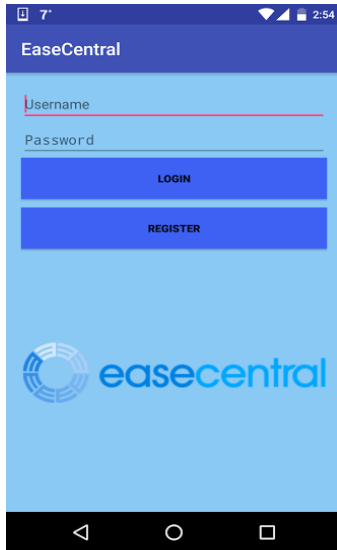 7° 2:54
EaseCentral
Username
Password
LOGIN
REGISTER
easecentral